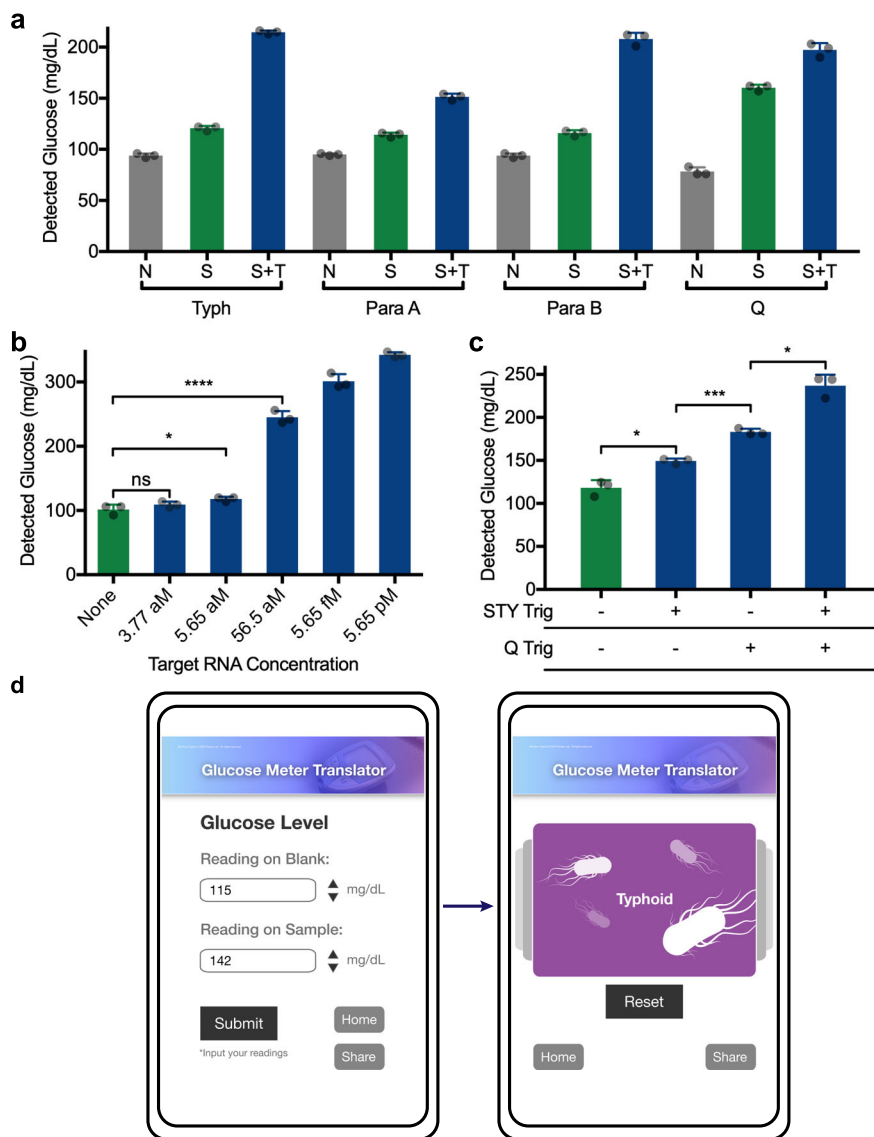 a
Detected Glucose (mg/dL)
200
150
100
50
0
N S S+T N S S+T N S S+T N S S+T
Typh Para A Para B Q
b
Detected Glucose (mg/dL)
300
200
100
0
****
*
ns
None 3.77 aM 5.65 aM 56.5 aM 5.65 fM 5.65 pM
Target RNA Concentration
c
Detected Glucose (mg/dL)
250
200
150
100
50
0
*
***
*
STY Trig - + - +
Q Trig - - + +
d
Glucose Meter Translator
Glucose Level
Reading on Blank:
115 mg/dL
Reading on Sample:
142 mg/dL
Submit Home
*Input your readings
Share
Glucose Meter Translator
Typhoid
Reset
Home Share